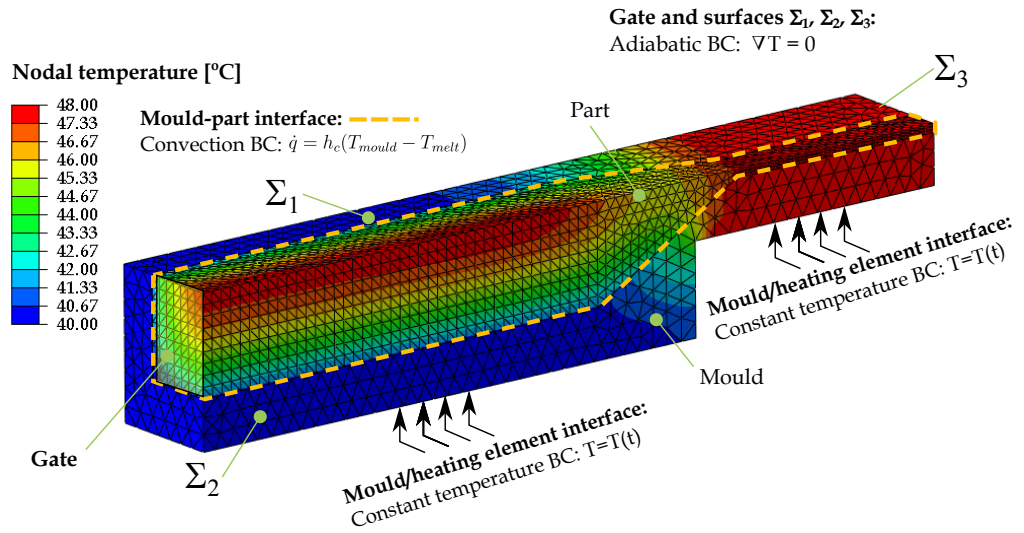 Gate and surfaces Σ₁, Σ₂, Σ₃:
Adiabatic BC: ∇T = 0
Nodal temperature [ºC]
48.00
47.33
46.67
46.00
45.33
44.67
44.00
43.33
42.67
42.00
41.33
40.67
40.00
Mould-part interface:
Convection BC: q̇ = h_c(T_mould − T_melt)
Σ₃
Part
Σ₁
Mould/heating element interface:
Constant temperature BC: T=T(t)
Mould
Gate
Σ₂
Mould/heating element interface:
Constant temperature BC: T=T(t)